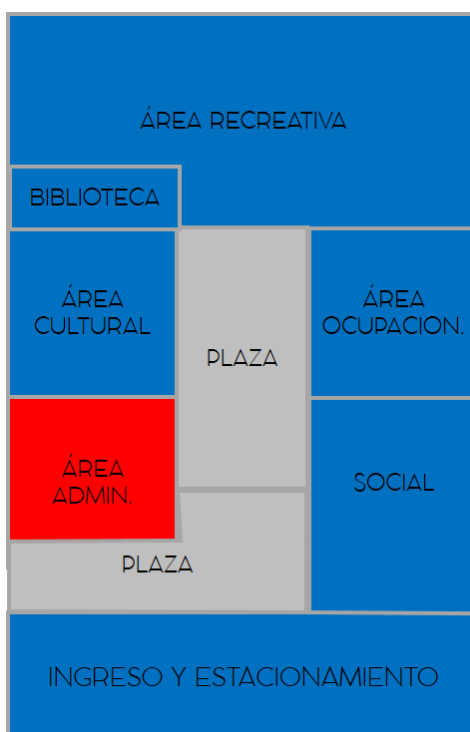 ÁREA RECREATIVA
BIBLIOTECA
ÁREA
CULTURAL
PLAZA
ÁREA
OCUPACION.
ÁREA
ADMIN.
SOCIAL
PLAZA
INGRESO Y ESTACIONAMIENTO